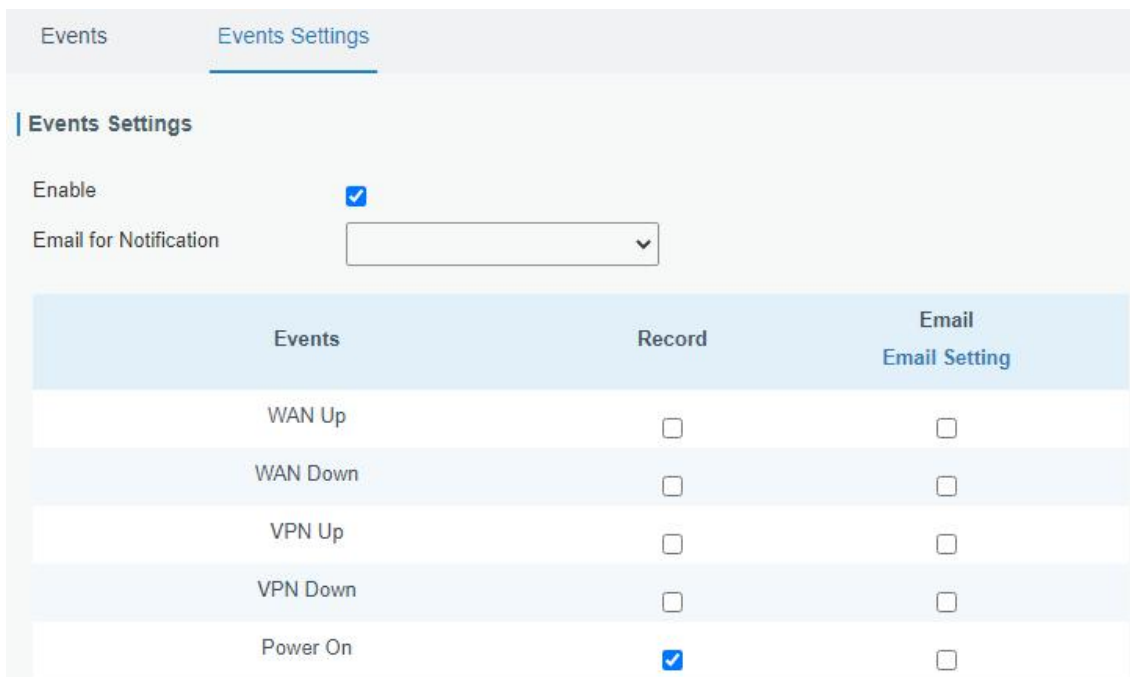 Events Events Settings
Events Settings
Enable
Email for Notification
Events Record Email
Email Setting
WAN Up
WAN Down
VPN Up
VPN Down
Power On